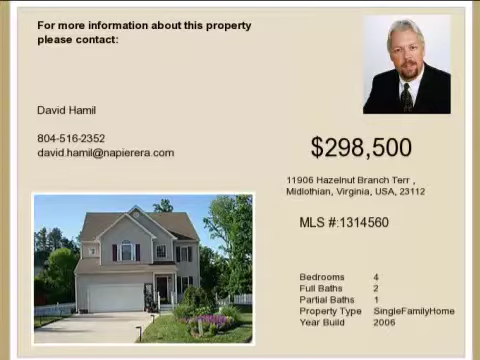 For more information about this property
please contact:
David Hamil
804-516-2352
david.hamil@napierera.com
$298,500
11906 Hazelnut Branch Terr ,
Midlothian, Virginia, USA, 23112
MLS #:1314560
Bedrooms 4
Full Baths 2
Partial Baths 1
Property Type SingleFamilyHome
Year Build 2006